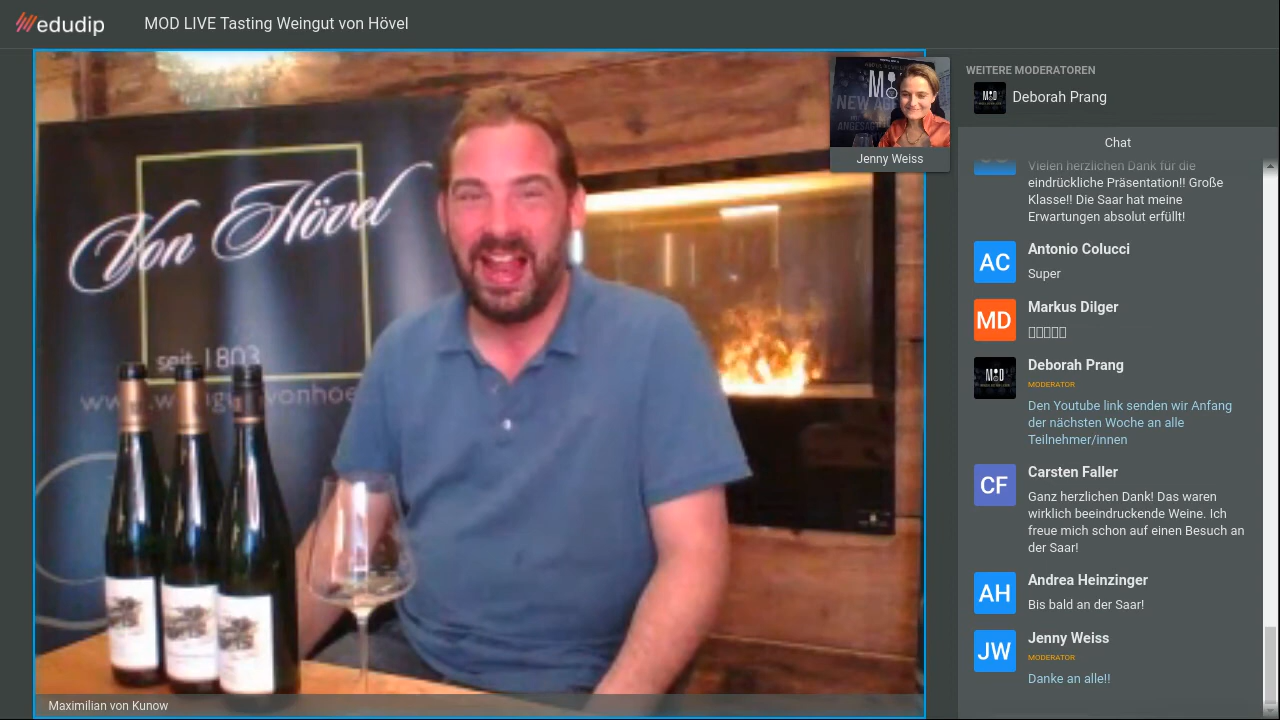 edudip
MOD LIVE Tasting Weingut von Hövel
Von Hövel
seit 1803
Maximilian von Kunow
MOD
NEW AGE
Jenny Weiss
WEITERE MODERATOREN
MOD
Deborah Prang
Chat
Vielen herzlichen Dank für die
eindrückliche Präsentation!! Große
Klasse!! Die Saar hat meine
Erwartungen absolut erfüllt!
AC
Antonio Colucci
Super
MD
Markus Dilger
MOD
Deborah Prang
MODERATOR
Den Youtube link senden wir Anfang
der nächsten Woche an alle
Teilnehmer/innen
CF
Carsten Faller
Ganz herzlichen Dank! Das waren
wirklich beeindruckende Weine. Ich
freue mich schon auf einen Besuch an
der Saar!
AH
Andrea Heinzinger
Bis bald an der Saar!
JW
Jenny Weiss
MODERATOR
Danke an alle!!